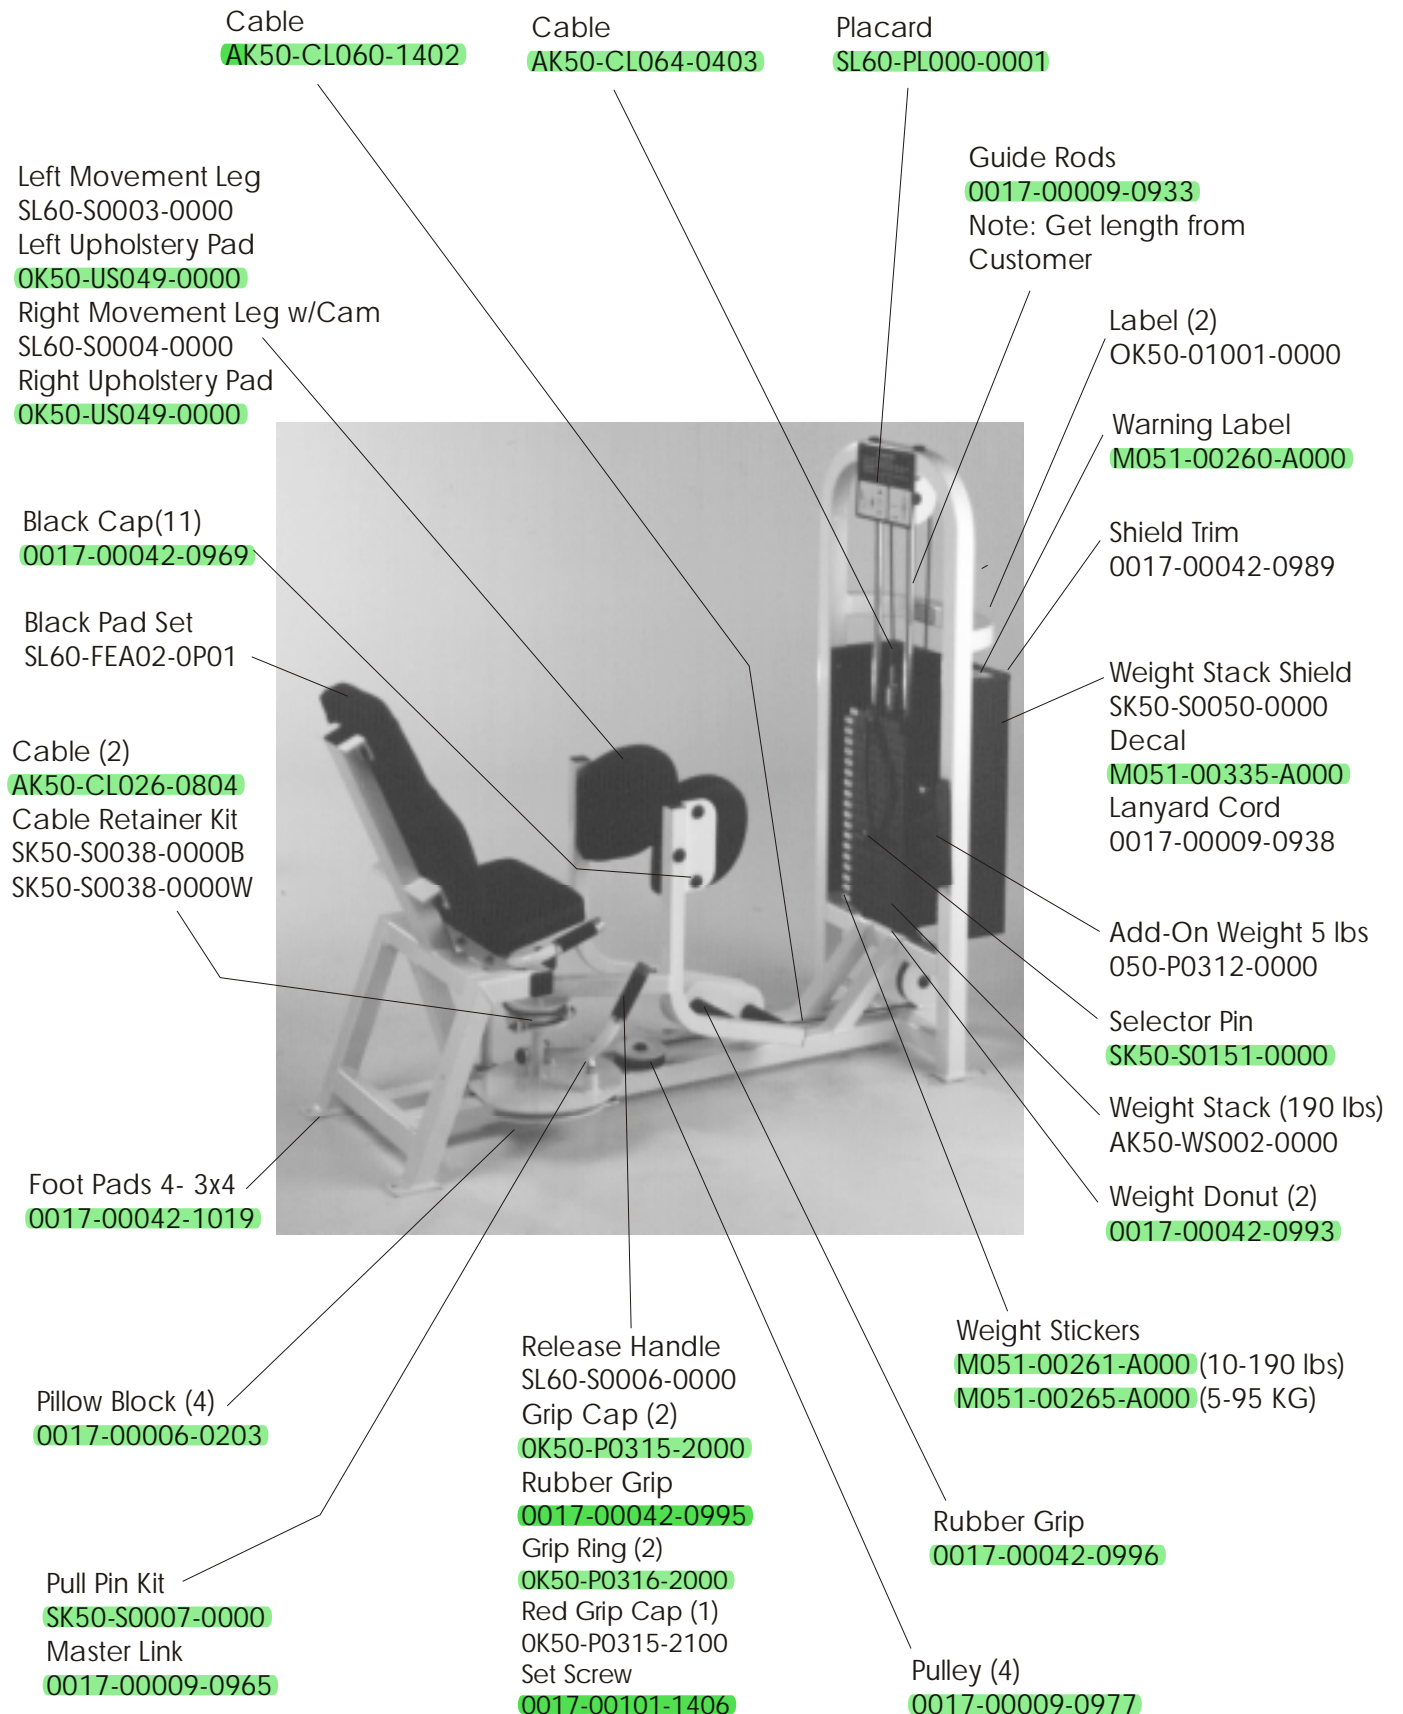 Cable
AK50-CL060-1402
Cable
AK50-CL064-0403
Placard
SL60-PL000-0001
Guide Rods
0017-00009-0933
Note: Get length from
Customer
Left Movement Leg
SL60-S0003-0000
Left Upholstery Pad
0K50-US049-0000
Right Movement Leg w/Cam
SL60-S0004-0000
Right Upholstery Pad
0K50-US049-0000
Label (2)
OK50-01001-0000
Warning Label
M051-00260-A000
Black Cap(11)
0017-00042-0969
Shield Trim
0017-00042-0989
Black Pad Set
SL60-FEA02-0P01
Weight Stack Shield
SK50-S0050-0000
Decal
M051-00335-A000
Lanyard Cord
0017-00009-0938
Cable (2)
AK50-CL026-0804
Cable Retainer Kit
SK50-S0038-0000B
SK50-S0038-0000W
Add-On Weight 5 lbs
050-P0312-0000
Selector Pin
SK50-S0151-0000
Weight Stack (190 lbs)
AK50-WS002-0000
Foot Pads 4- 3x4
0017-00042-1019
Weight Donut (2)
0017-00042-0993
Weight Stickers
M051-00261-A000 (10-190 lbs)
M051-00265-A000 (5-95 KG)
Pillow Block (4)
0017-00006-0203
Release Handle
SL60-S0006-0000
Grip Cap (2)
0K50-P0315-2000
Rubber Grip
0017-00042-0995
Grip Ring (2)
0K50-P0316-2000
Red Grip Cap (1)
0K50-P0315-2100
Set Screw
0017-00101-1406
Rubber Grip
0017-00042-0996
Pull Pin Kit
SK50-S0007-0000
Master Link
0017-00009-0965
Pulley (4)
0017-00009-0977